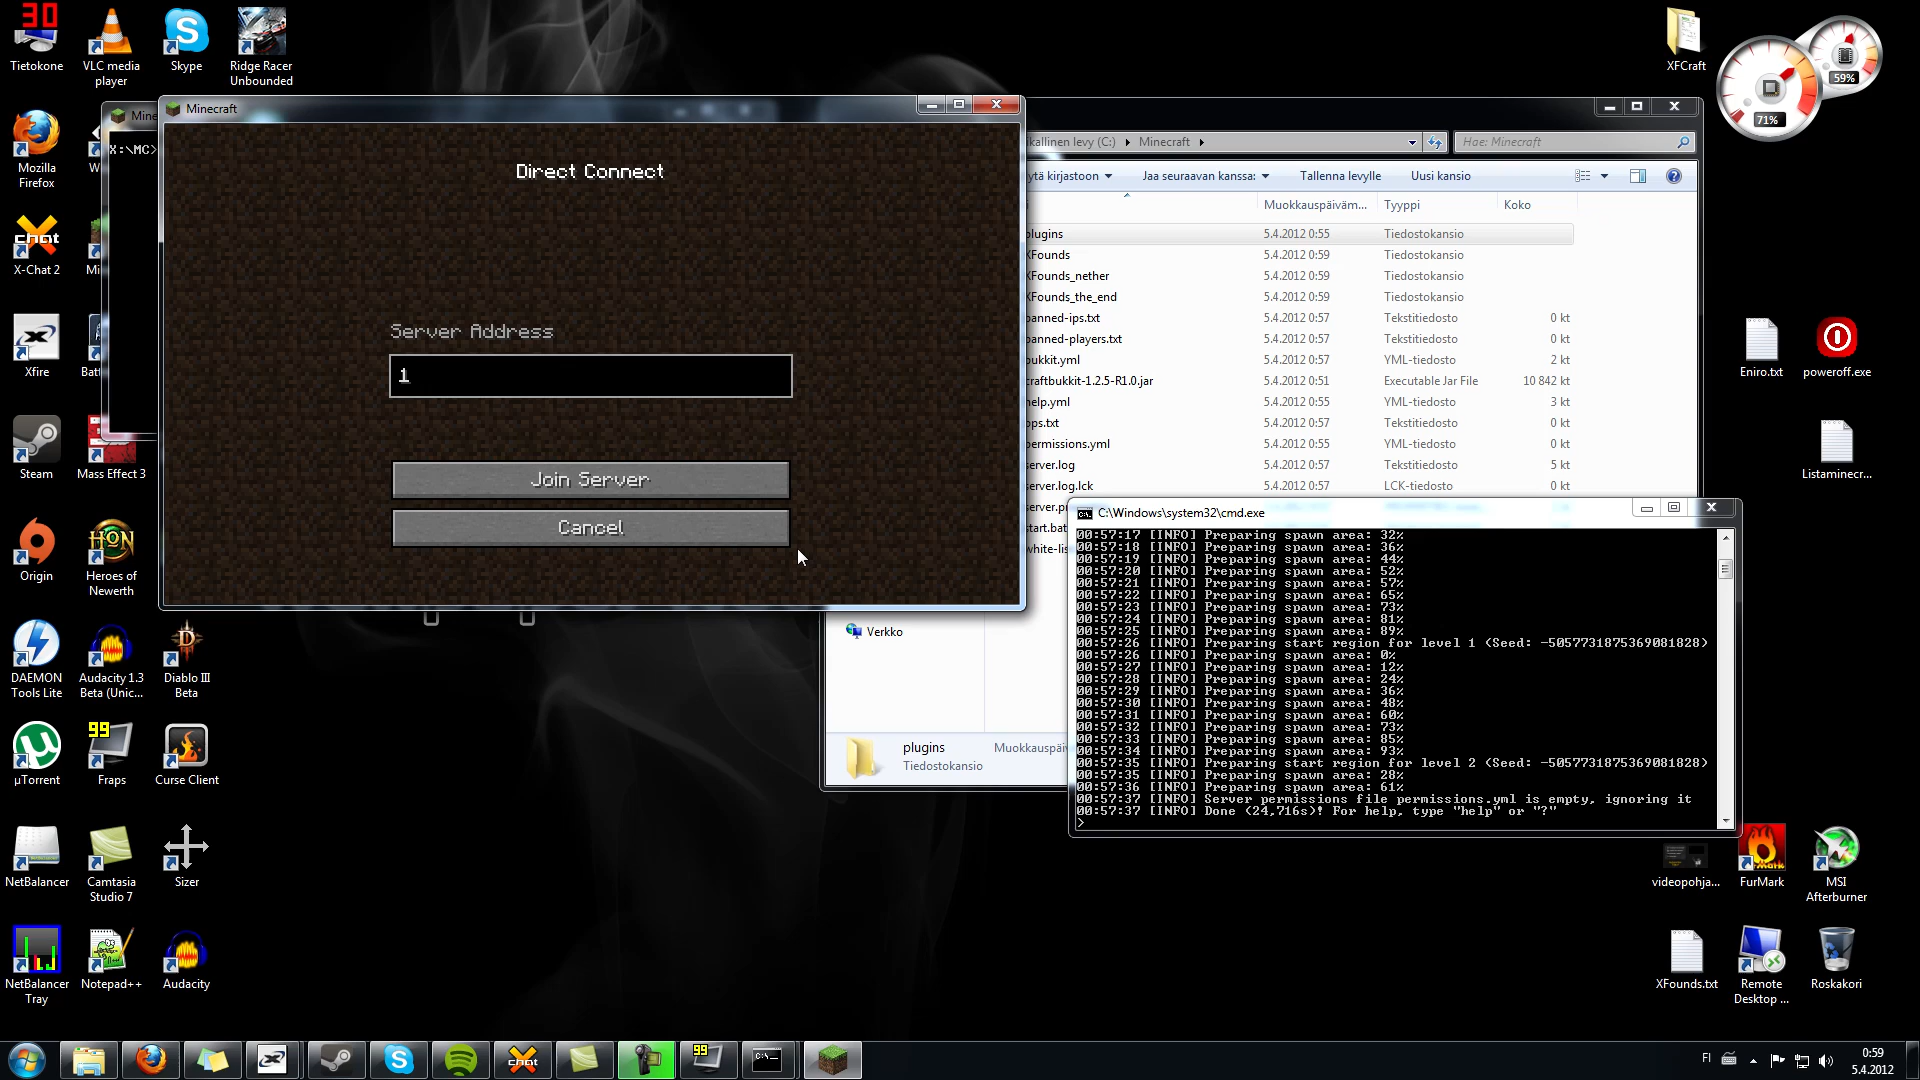 30
Tietokone
VLC media
player
Skype
Ridge Racer
Unbounded
Mozilla
Firefox
X-Chat 2
Xfire
Steam
Mass Effect 3
Origin
Heroes of
Newerth
DAEMON
Tools Lite
Audacity 1.3
Beta (Unic...
Diablo III
Beta
µTorrent
99
Fraps
Curse Client
NetBalancer
Camtasia
Studio 7
Sizer
NetBalancer
Tray
Notepad++
Audacity
X:\MC>
Minecraft
Direct Connect
Server Address
1
Join Server
Cancel
(C:)
Minecraft
Hae: Minecraft
Jaa seuraavan kanssa:
Tallenna levylle
Uusi kansio
Muokkauspäiväm...
Tyyppi
Koko
plugins 5.4.2012 0:55 Tiedostokansio
XFounds 5.4.2012 0:59 Tiedostokansio
XFounds_nether 5.4.2012 0:59 Tiedostokansio
XFounds_the_end 5.4.2012 0:59 Tiedostokansio
banned-ips.txt 5.4.2012 0:57 Tekstitiedosto 0 kt
banned-players.txt 5.4.2012 0:57 Tekstitiedosto 0 kt
bukkit.yml 5.4.2012 0:57 YML-tiedosto 2 kt
craftbukkit-1.2.5-R1.0.jar 5.4.2012 0:51 Executable Jar File 10 842 kt
help.yml 5.4.2012 0:55 YML-tiedosto 3 kt
ops.txt 5.4.2012 0:57 Tekstitiedosto 0 kt
permissions.yml 5.4.2012 0:55 YML-tiedosto 0 kt
server.log 5.4.2012 0:57 Tekstitiedosto 5 kt
server.log.lck 5.4.2012 0:57 LCK-tiedosto 0 kt
start.bat
Verkko
plugins
Tiedostokansio
C:\Windows\system32\cmd.exe
00:57:17 [INFO] Preparing spawn area: 32%
00:57:18 [INFO] Preparing spawn area: 36%
00:57:19 [INFO] Preparing spawn area: 44%
00:57:20 [INFO] Preparing spawn area: 52%
00:57:21 [INFO] Preparing spawn area: 57%
00:57:22 [INFO] Preparing spawn area: 65%
00:57:23 [INFO] Preparing spawn area: 73%
00:57:24 [INFO] Preparing spawn area: 81%
00:57:25 [INFO] Preparing spawn area: 89%
00:57:26 [INFO] Preparing start region for level 1 (Seed: -5057731875369081828)
00:57:26 [INFO] Preparing spawn area: 0%
00:57:27 [INFO] Preparing spawn area: 12%
00:57:28 [INFO] Preparing spawn area: 24%
00:57:29 [INFO] Preparing spawn area: 36%
00:57:30 [INFO] Preparing spawn area: 48%
00:57:31 [INFO] Preparing spawn area: 60%
00:57:32 [INFO] Preparing spawn area: 73%
00:57:33 [INFO] Preparing spawn area: 85%
00:57:34 [INFO] Preparing spawn area: 93%
00:57:35 [INFO] Preparing start region for level 2 (Seed: -5057731875369081828)
00:57:35 [INFO] Preparing spawn area: 28%
00:57:36 [INFO] Preparing spawn area: 61%
00:57:37 [INFO] Server permissions file permissions.yml is empty, ignoring it
00:57:37 [INFO] Done (24,716s)! For help, type "help" or "?"
>
XFCraft
71%
59%
Eniro.txt
poweroff.exe
Listaminecr...
videopohja...
FurMark
MSI
Afterburner
XFounds.txt
Remote
Desktop ...
Roskakori
99
FI
0:59
5.4.2012